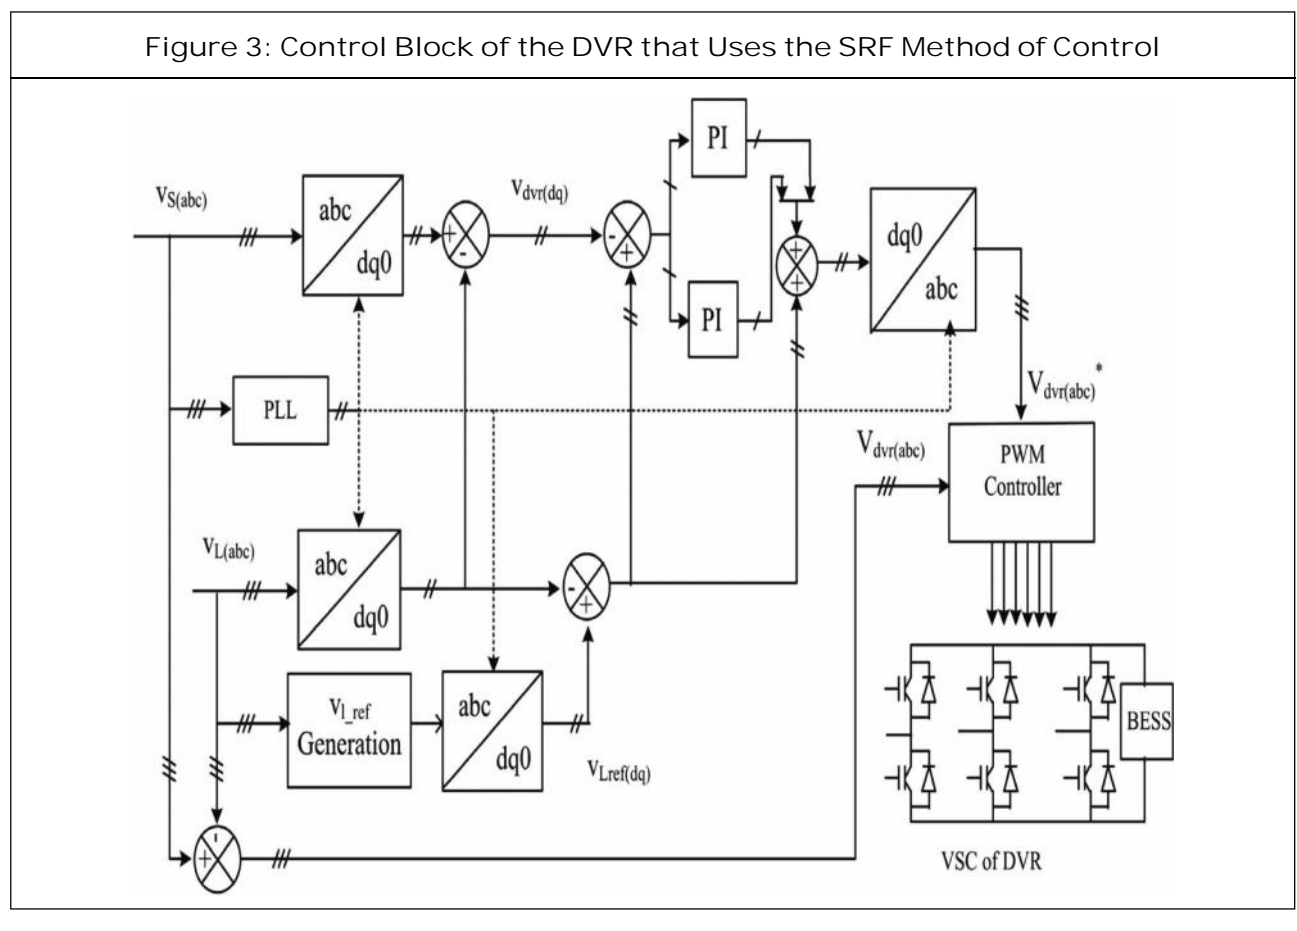 Figure 3: Control Block of the DVR that Uses the SRF Method of Control
PI
vS(abc)
abc
dq0
+
-
vdvr(dq)
-
+
PI
+
+
dq0
abc
PLL
Vdvr(abc)*
Vdvr(abc)
PWM
Controller
vL(abc)
abc
dq0
-
+
vl_ref
Generation
abc
dq0
vLref(dq)
BESS
-
+
VSC of DVR